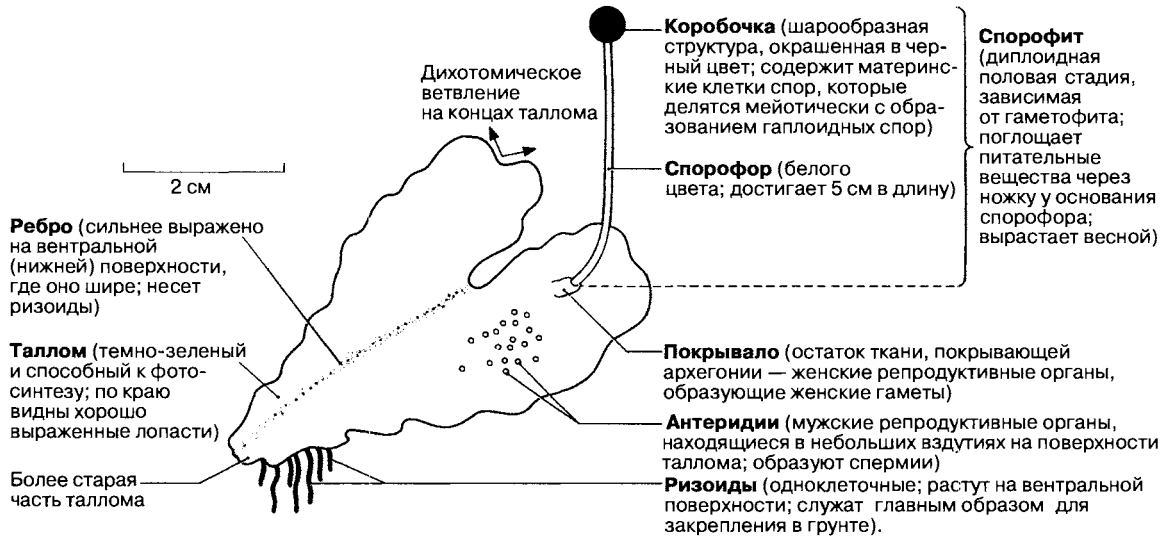 Коробочка (шарообразная
структура, окрашенная в чер-
ный цвет; содержит материнс-
кие клетки спор, которые
делятся мейотически с обра-
зованием гаплоидных спор)
Спорофит
(диплоидная
половая стадия,
зависимая
от гаметофита;
поглощает
питательные
вещества через
ножку у основания
спорофора;
вырастает весной)
Дихотомическое
ветвление
на концах таллома
2 см
Спорофор (белого
цвета; достигает 5 см в длину)
Ребро (сильнее выражено
на вентральной
(нижней) поверхности,
где оно шире; несет
ризоиды)
Таллом (темно-зеленый
и способный к фото-
синтезу; по краю
видны хорошо
выраженные лопасти)
Более старая
часть таллома
Покрывало (остаток ткани, покрывающей
архегонии — женские репродуктивные органы,
образующие женские гаметы)
Антеридии (мужские репродуктивные органы,
находящиеся в небольших вздутиях на поверхности
таллома; образуют спермии)
Ризоиды (одноклеточные; растут на вентральной
поверхности; служат главным образом для
закрепления в грунте).